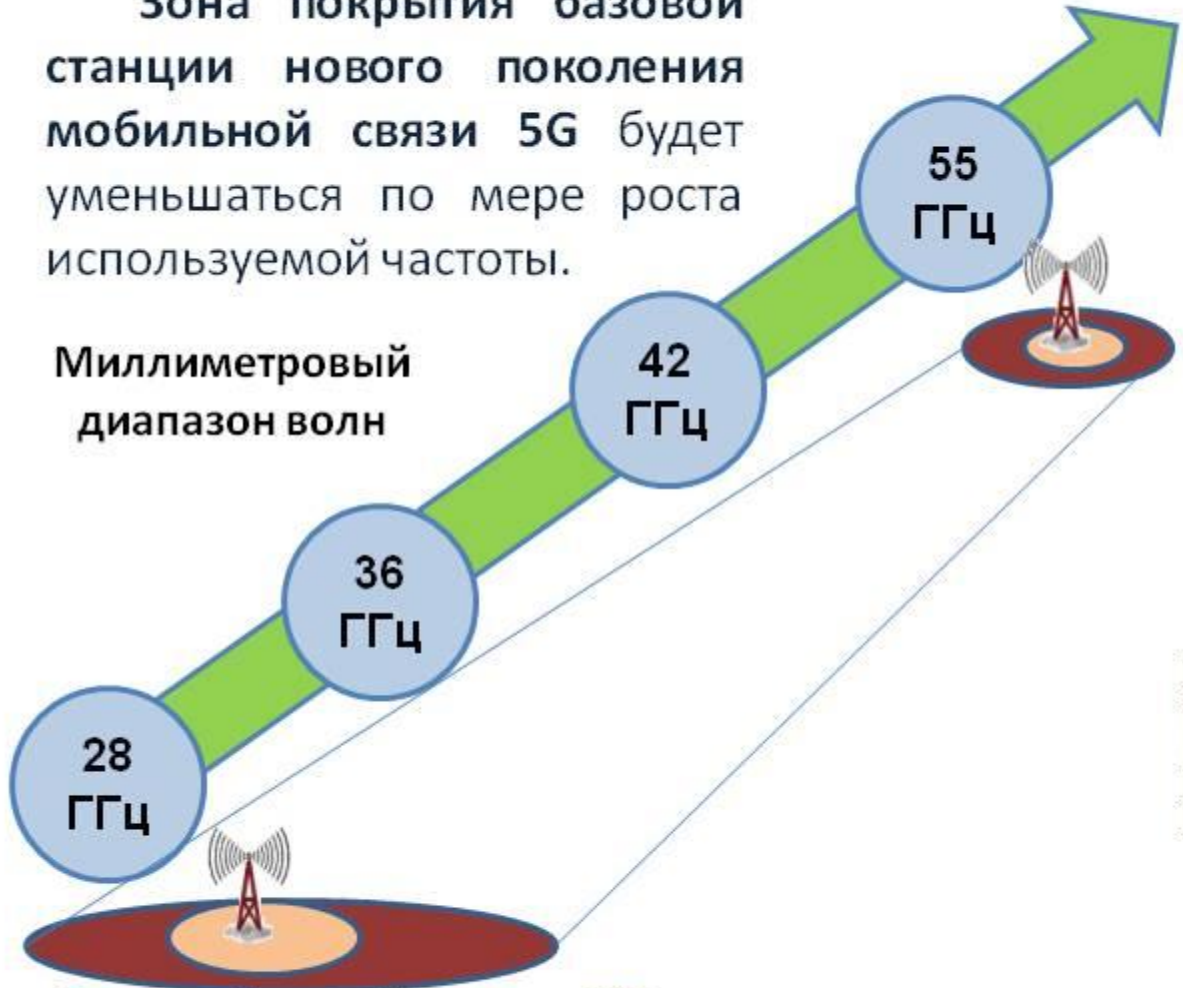 Зона покрытия базовой
станции нового поколения
мобильной связи 5G будет
уменьшаться по мере роста
используемой частоты.
Миллиметровый
диапазон волн
55
ГГц
42
ГГц
36
ГГц
28
ГГц